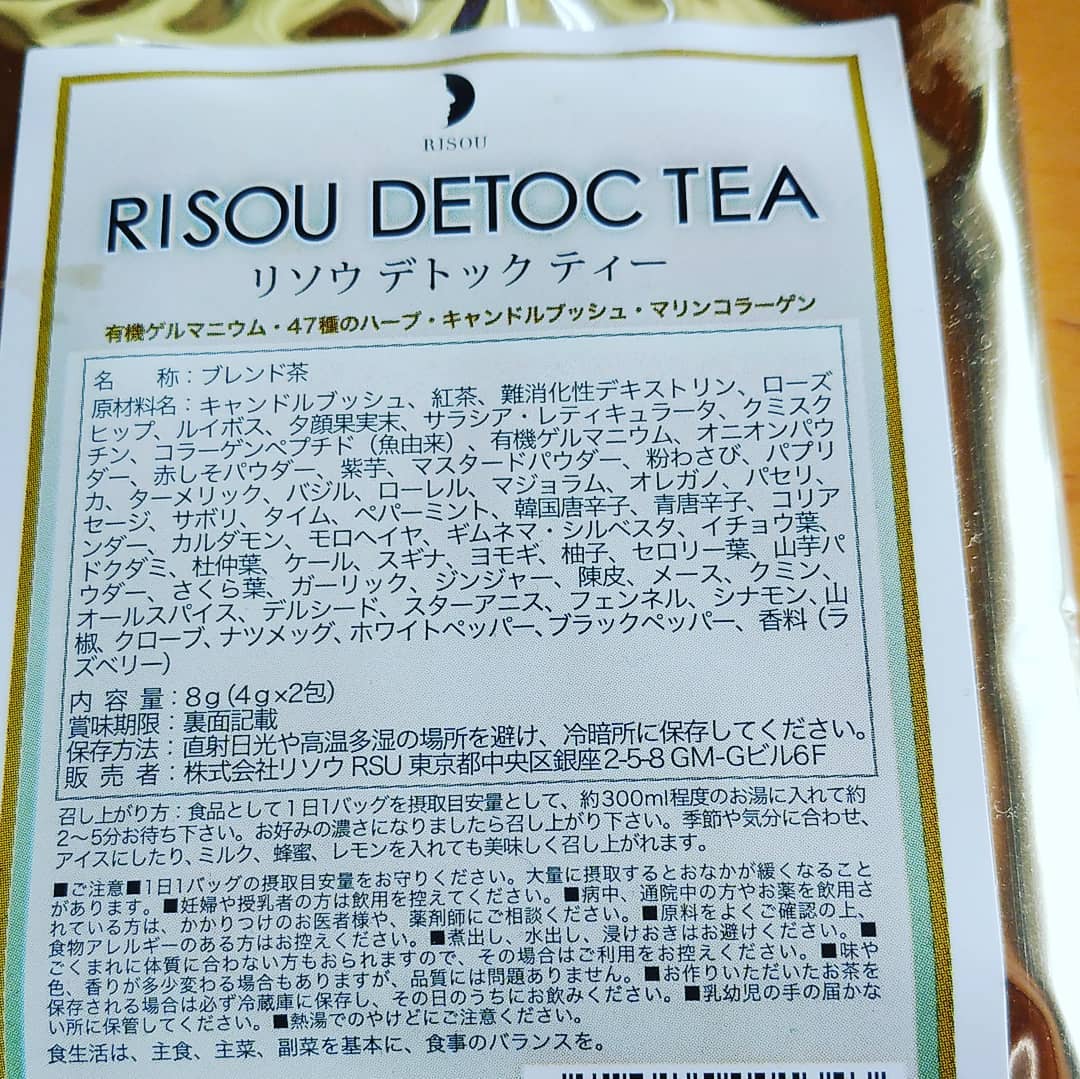 RISOU
RISOU DETOC TEA
リソウ デトック ティー
有機ゲルマニウム・47種のハーブ・キャンドルブッシュ・マリンコラーゲン
名 称：ブレンド茶
原材料名：キャンドルブッシュ、紅茶、難消化性デキストリン、ローズ
ヒップ、ルイボス、夕顔果実末、サラシア・レティキュラータ、クミスク
チン、コラーゲンペプチド（魚由来）、有機ゲルマニウム、オニオンパウ
ダー、赤しそパウダー、紫芋、マスタードパウダー、粉わさび、パプリ
カ、ターメリック、バジル、ローレル、マジョラム、オレガノ、パセリ、
セージ、サボリ、タイム、ペパーミント、韓国唐辛子、青唐辛子、コリア
ンダー、カルダモン、モロヘイヤ、ギムネマ・シルベスタ、イチョウ葉、
ドクダミ、杜仲葉、ケール、スギナ、ヨモギ、柚子、セロリー葉、山芋パ
ウダー、さくら葉、ガーリック、ジンジャー、陳皮、メース、クミン、
オールスパイス、デルシード、スターアニス、フェンネル、シナモン、山
椒、クローブ、ナツメッグ、ホワイトペッパー、ブラックペッパー、香料（ラ
ズベリー）
内 容 量：8g（4g×2包）
賞味期限：裏面記載
保存方法：直射日光や高温多湿の場所を避け、冷暗所に保存してください。
販 売 者：株式会社リソウ RSU 東京都中央区銀座2-5-8 GM-Gビル6F
召し上がり方：食品として1日1バッグを摂取目安量として、約300ml程度のお湯に入れて約
2〜5分お待ち下さい。お好みの濃さになりましたら召し上がり下さい。季節や気分に合わせ、
アイスにしたり、ミルク、蜂蜜、レモンを入れても美味しく召し上がれます。
■ご注意■1日1バッグの摂取目安量をお守りください。大量に摂取するとおなかが緩くなること
があります。■妊婦や授乳者の方は飲用を控えてください。■病中、通院中の方やお薬を飲用さ
れている方は、かかりつけのお医者様や、薬剤師にご相談ください。■原料をよくご確認の上、
食物アレルギーのある方はお控えください。■煮出し、水出し、浸けおきはお避けください。■
ごくまれに体質に合わない方もおられますので、その場合はご利用をお控えください。■味や
色、香りが多少変わる場合もありますが、品質には問題ありません。■お作りいただいたお茶を
保存される場合は必ず冷蔵庫に保存し、その日のうちにお飲みください。■乳幼児の手の届かな
い所に保管してください。■熱湯でのやけどにご注意ください。
食生活は、主食、主菜、副菜を基本に、食事のバランスを。